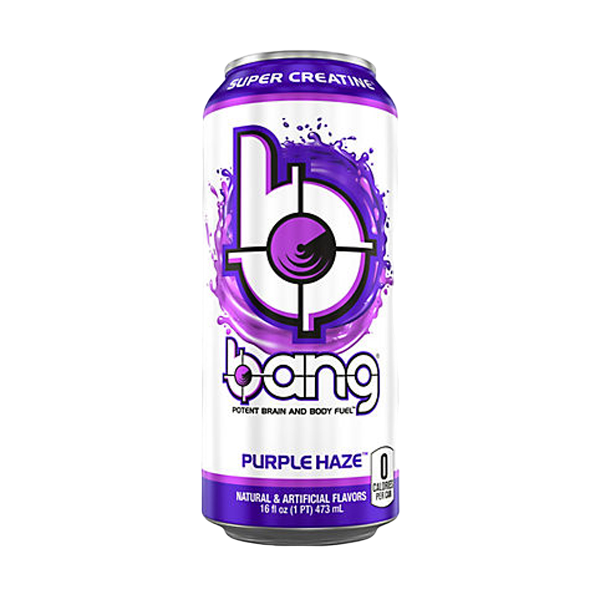 SUPER CREATINE®
b
bang®
POTENT BRAIN AND BODY FUEL™
PURPLE HAZE™
0
CALORIES
PER CAN
NATURAL & ARTIFICIAL FLAVORS
16 fl oz (1 PT) 473 mL